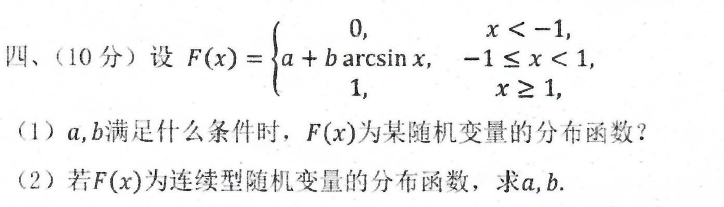 四、（10 分）设 F(x) = { 0, x < −1,
a + b arcsin x, −1 ≤ x < 1,
1, x ≥ 1,
（1）a, b满足什么条件时，F(x)为某随机变量的分布函数？
（2）若F(x)为连续型随机变量的分布函数，求a, b.